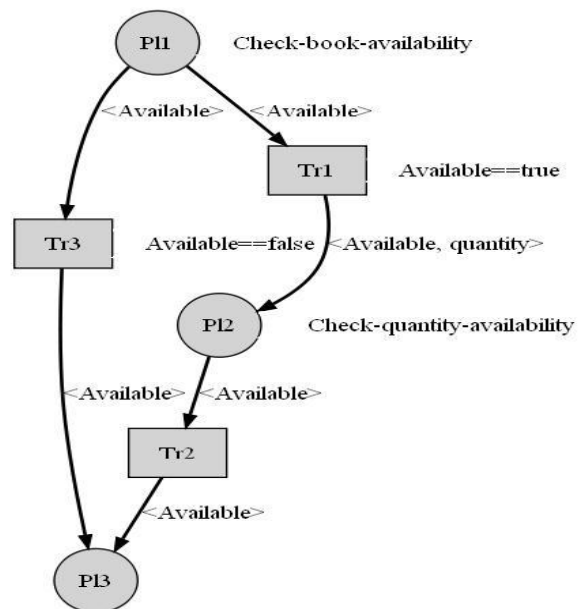 Pl1 Check-book-availability
<Available> <Available>
Tr1 Available==true
Tr3 Available==false <Available, quantity>
Pl2 Check-quantity-availability
<Available> <Available>
Tr2
<Available>
Pl3